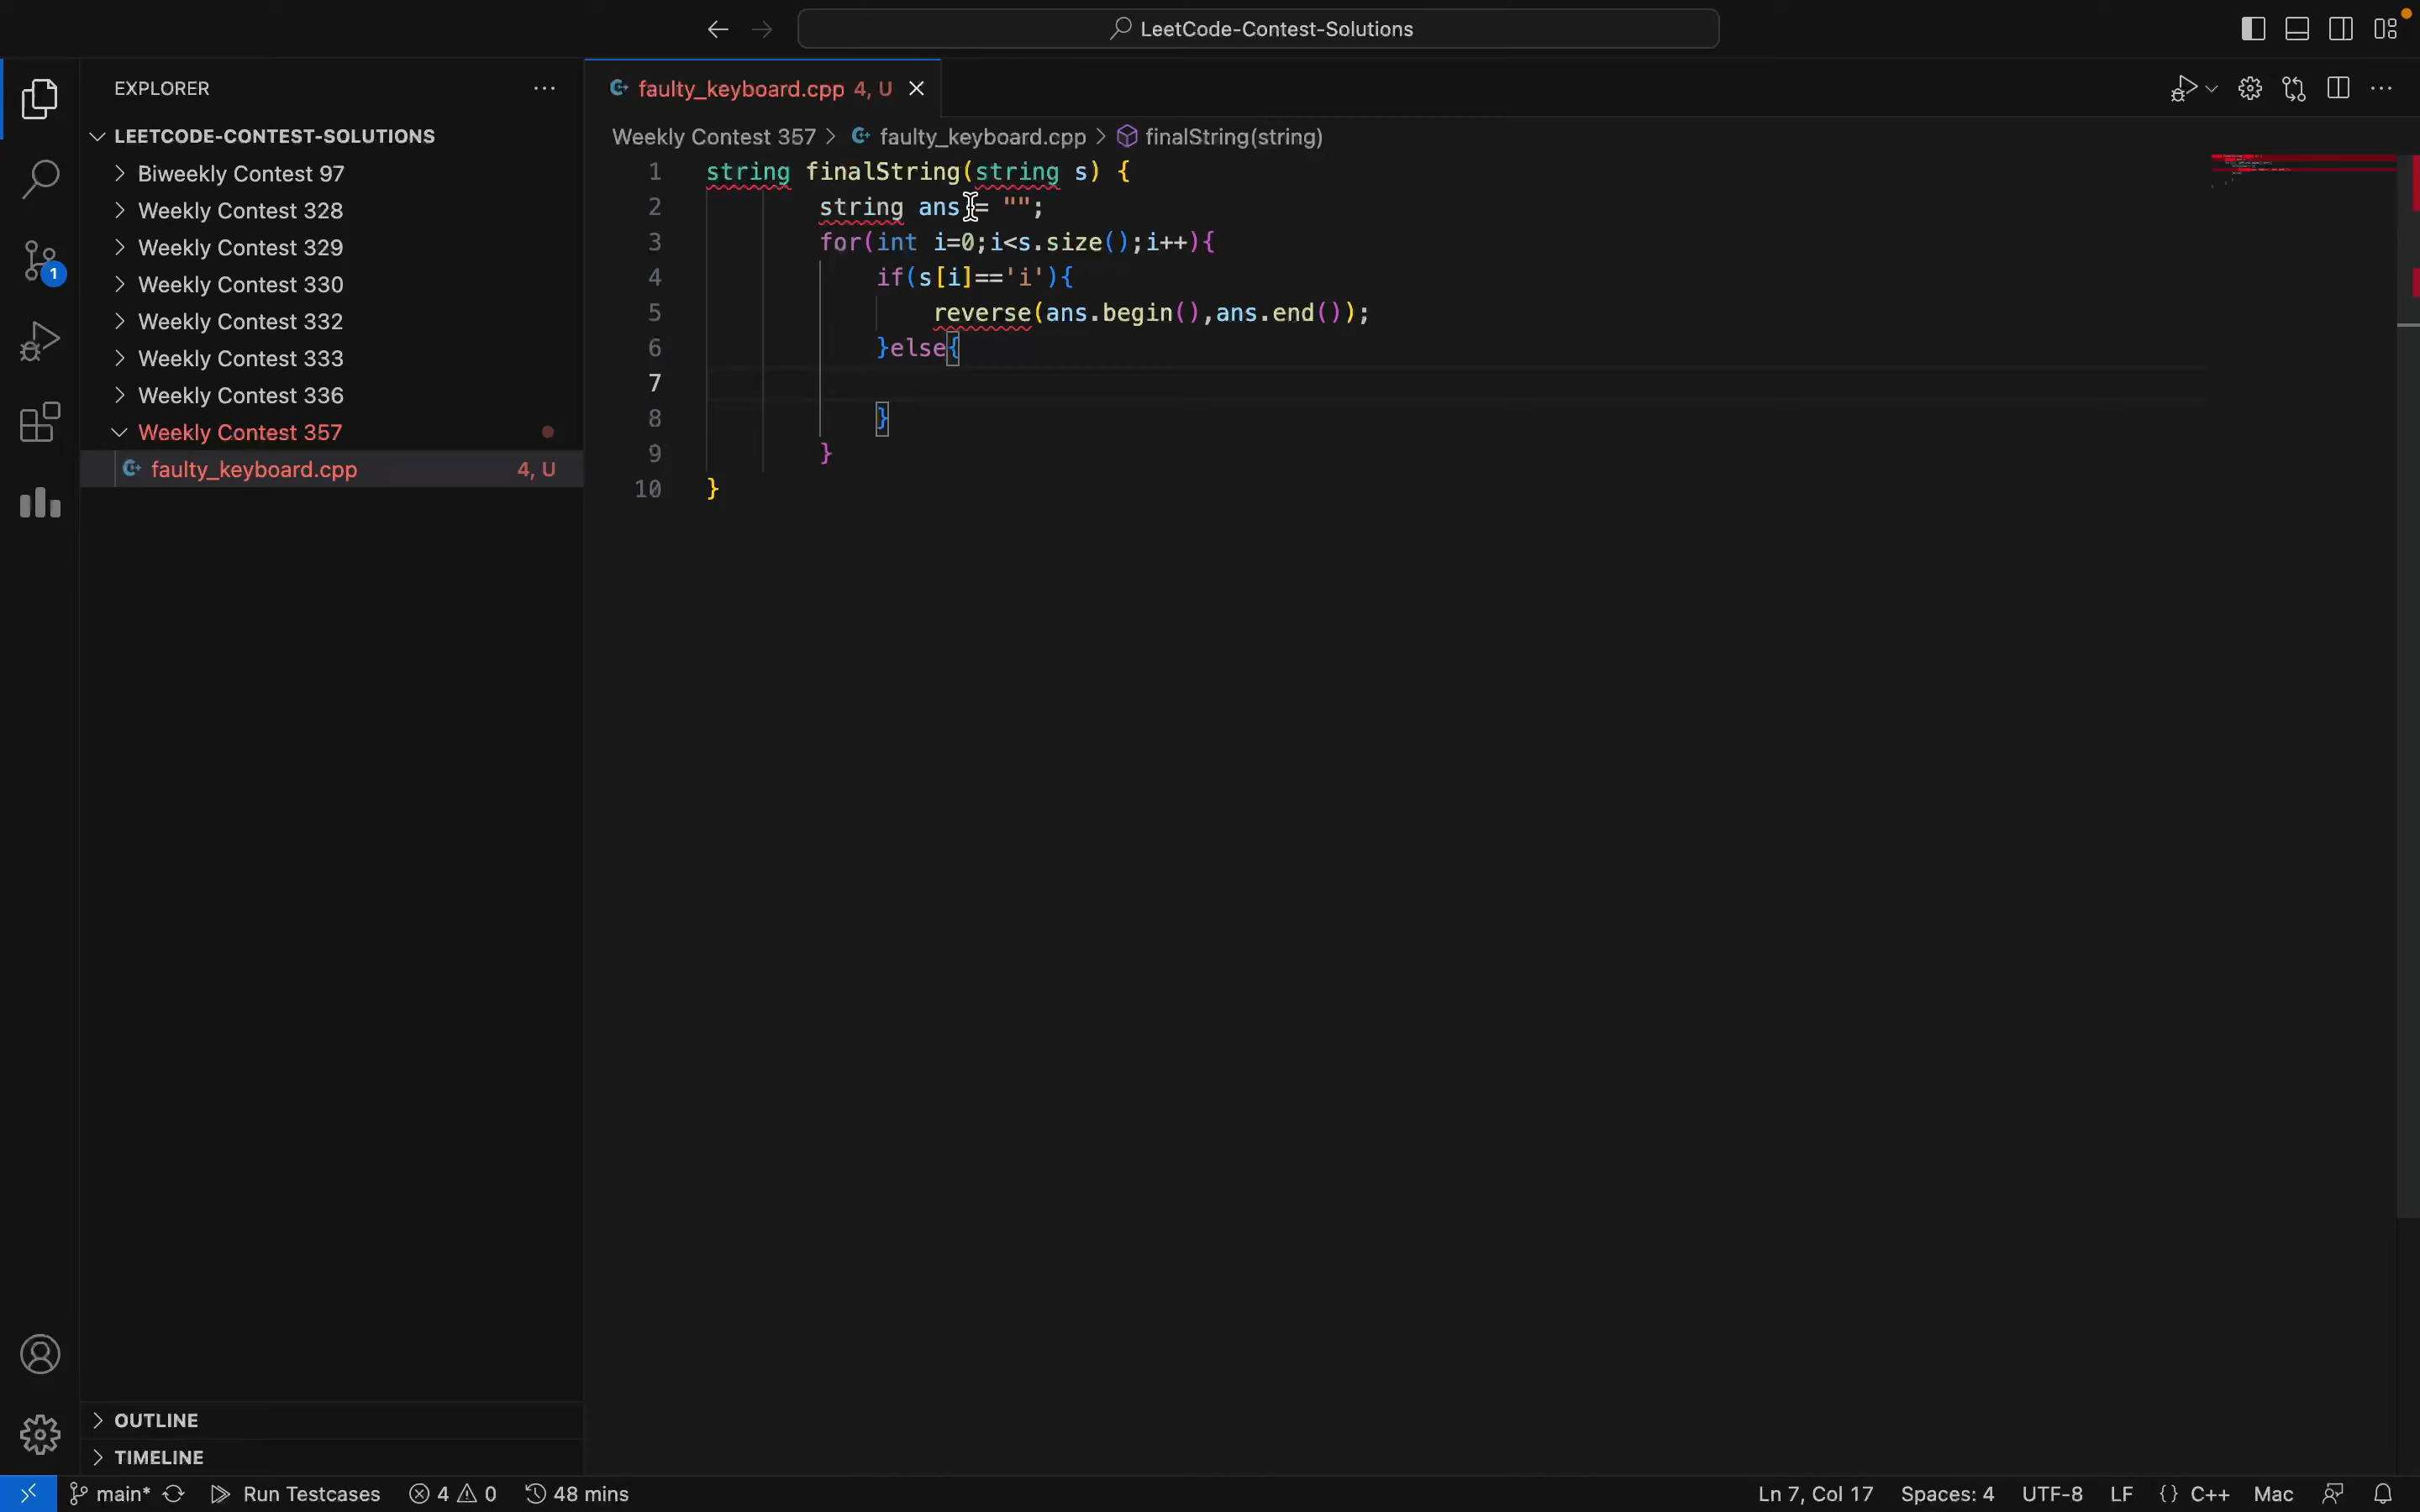 LeetCode-Contest-Solutions
EXPLORER
LEETCODE-CONTEST-SOLUTIONS
Biweekly Contest 97
Weekly Contest 328
Weekly Contest 329
Weekly Contest 330
Weekly Contest 332
Weekly Contest 333
Weekly Contest 336
Weekly Contest 357
faulty_keyboard.cpp 4, U
1
faulty_keyboard.cpp 4, U
Weekly Contest 357 > faulty_keyboard.cpp > finalString(string)
1 string finalString(string s) {
2 string ans = "";
3 for(int i=0;i<s.size();i++){
4 if(s[i]=='i'){
5 reverse(ans.begin(),ans.end());
6 }else{
7
8 }
9 }
10 }
OUTLINE
TIMELINE
main* Run Testcases 4 0 48 mins Ln 7, Col 17 Spaces: 4 UTF-8 LF {} C++ Mac